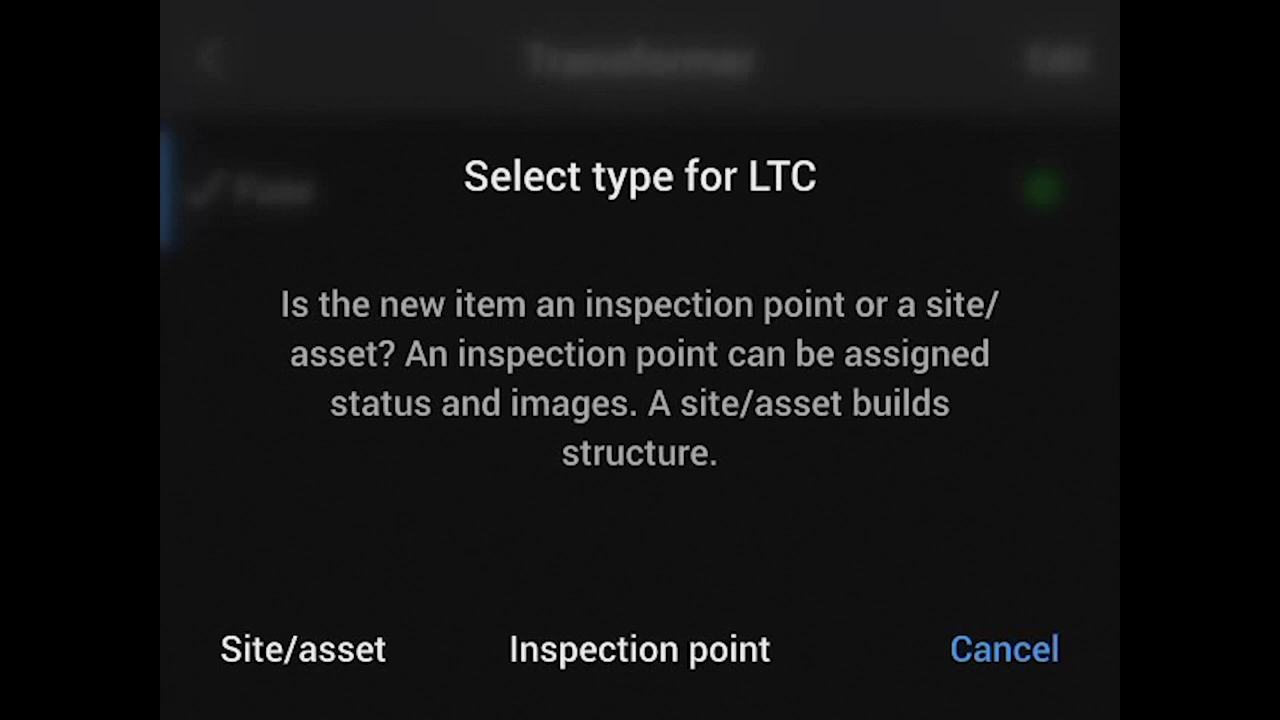 Transformer
Select type for LTC
Is the new item an inspection point or a site/
asset? An inspection point can be assigned
status and images. A site/asset builds
structure.
Site/asset
Inspection point
Cancel